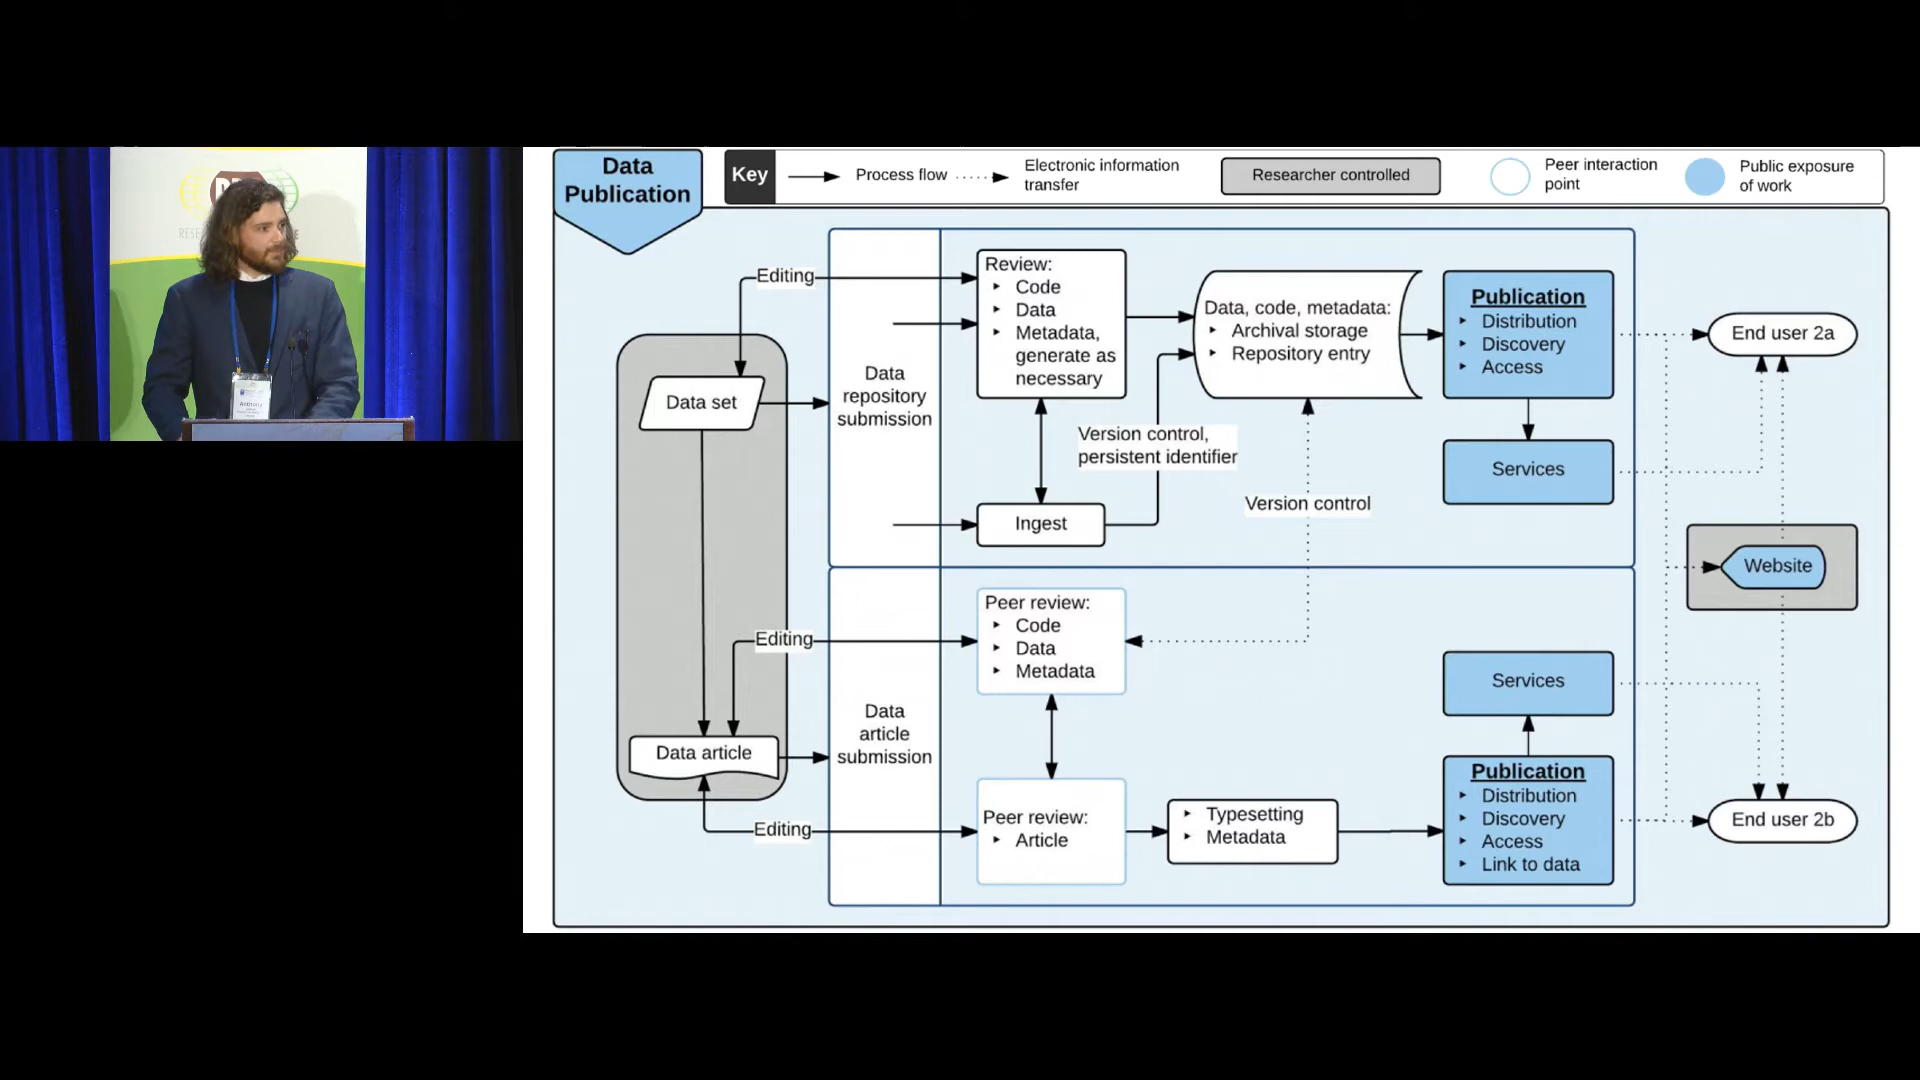 Data
Publication
Key
Process flow
Electronic information
transfer
Researcher controlled
Peer interaction
point
Public exposure
of work
Editing
Data set
Data
repository
submission
Review:
‣ Code
‣ Data
‣ Metadata,
generate as
necessary
Version control,
persistent identifier
Ingest
Data, code, metadata:
‣ Archival storage
‣ Repository entry
Version control
Publication
‣ Distribution
‣ Discovery
‣ Access
Services
End user 2a
Website
Editing
Data article
Editing
Data
article
submission
Peer review:
‣ Code
‣ Data
‣ Metadata
Peer review:
‣ Article
‣ Typesetting
‣ Metadata
Services
Publication
‣ Distribution
‣ Discovery
‣ Access
‣ Link to data
End user 2b
Anthony